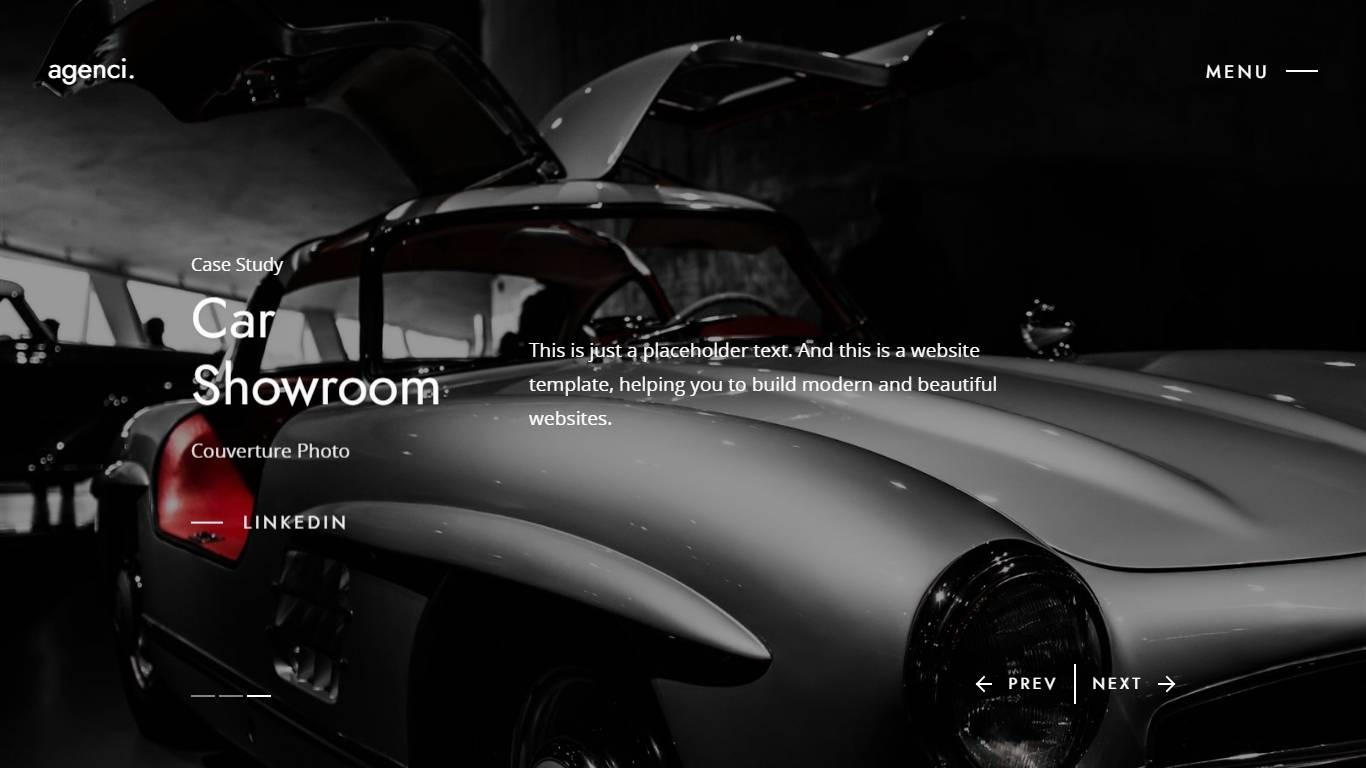 agenci.
MENU
Case Study
Car
Showroom
This is just a placeholder text. And this is a website
template, helping you to build modern and beautiful
websites.
Couverture Photo
LINKEDIN
PREV
NEXT